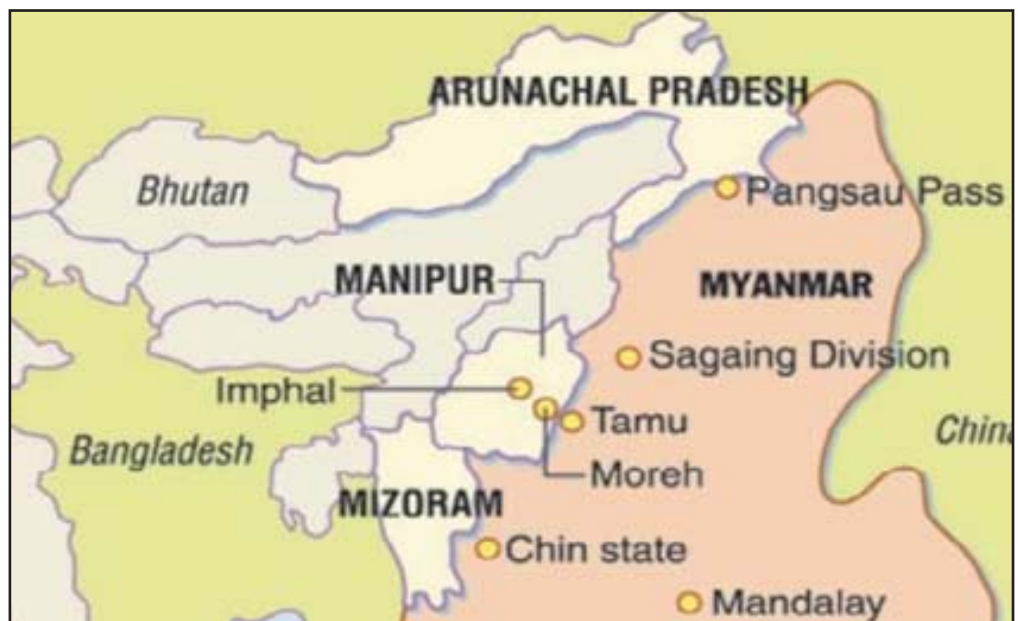 ARUNACHAL PRADESH
Bhutan
Pangsau Pass
MANIPUR
MYANMAR
Sagaing Division
Imphal
Tamu
China
Bangladesh
Moreh
MIZORAM
Chin state
Mandalay